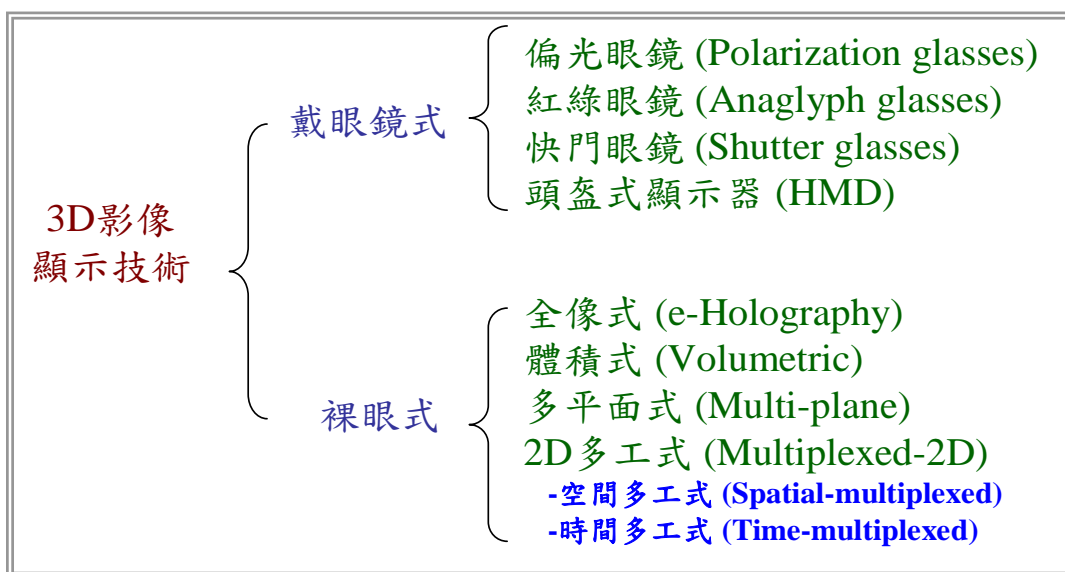 3D影像
顯示技術
戴眼鏡式
偏光眼鏡 (Polarization glasses)
紅綠眼鏡 (Anaglyph glasses)
快門眼鏡 (Shutter glasses)
頭盔式顯示器 (HMD)
裸眼式
全像式 (e-Holography)
體積式 (Volumetric)
多平面式 (Multi-plane)
2D多工式 (Multiplexed-2D)
-空間多工式 (Spatial-multiplexed)
-時間多工式 (Time-multiplexed)